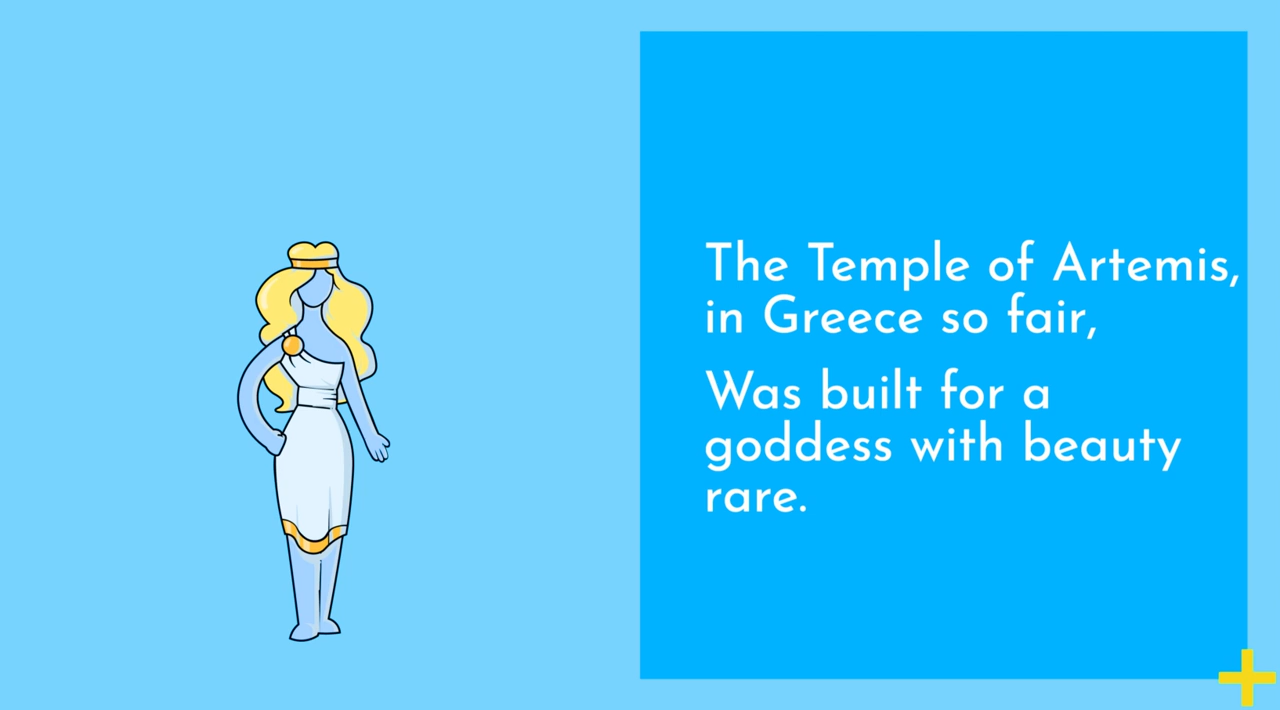 The Temple of Artemis,
in Greece so fair,
Was built for a
goddess with beauty
rare.